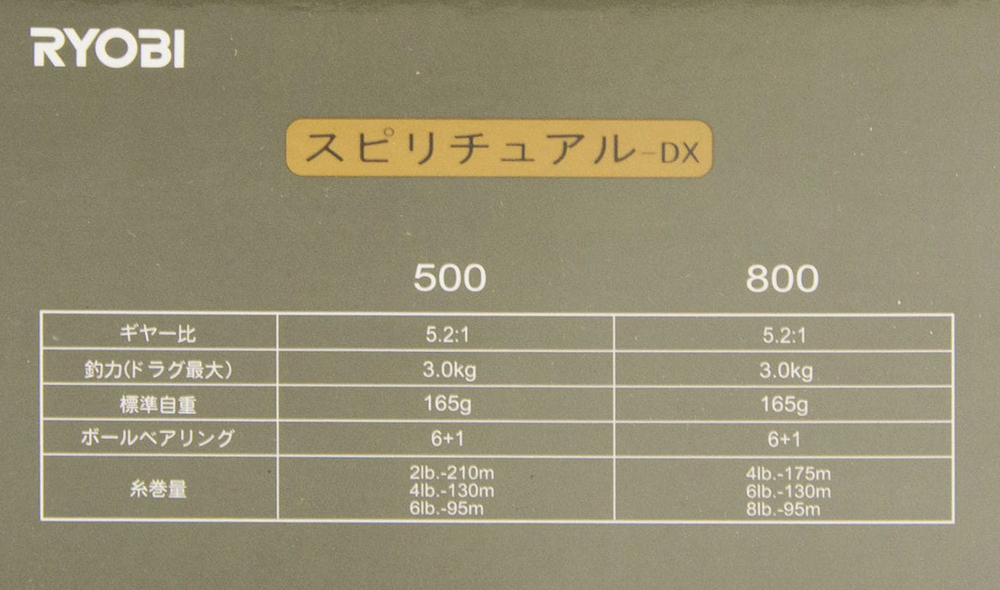 RYOBI
スピリチュアル-DX
500 800
ギヤー比 5.2:1 5.2:1
釣力(ドラグ最大) 3.0kg 3.0kg
標準自重 165g 165g
ボールベアリング 6+1 6+1
糸巻量 2lb.-210m 4lb.-175m
4lb.-130m 6lb.-130m
6lb.-95m 8lb.-95m